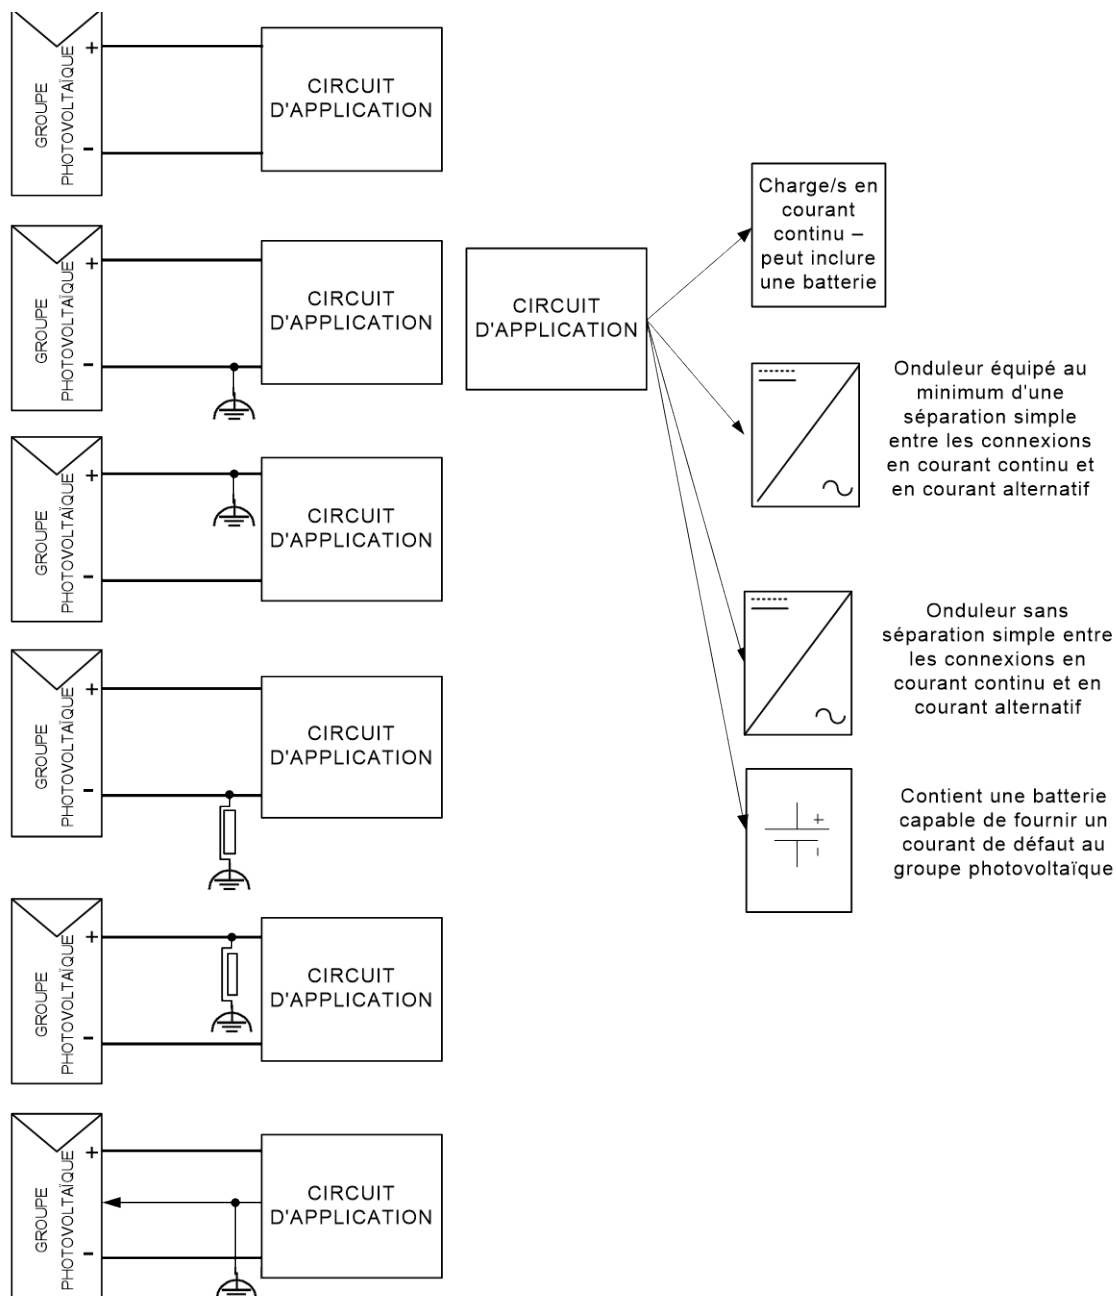 GROUPE
PHOTOVOLTAÏQUE
+
-
CIRCUIT
D'APPLICATION
GROUPE
PHOTOVOLTAÏQUE
+
-
CIRCUIT
D'APPLICATION
GROUPE
PHOTOVOLTAÏQUE
+
-
CIRCUIT
D'APPLICATION
GROUPE
PHOTOVOLTAÏQUE
+
-
CIRCUIT
D'APPLICATION
GROUPE
PHOTOVOLTAÏQUE
+
-
CIRCUIT
D'APPLICATION
GROUPE
PHOTOVOLTAÏQUE
+
-
CIRCUIT
D'APPLICATION
CIRCUIT
D'APPLICATION
Charge/s en
courant
continu –
peut inclure
une batterie
Onduleur équipé au
minimum d'une
séparation simple
entre les connexions
en courant continu et
en courant alternatif
Onduleur sans
séparation simple entre
les connexions en
courant continu et en
courant alternatif
+
-
Contient une batterie
capable de fournir un
courant de défaut au
groupe photovoltaïque